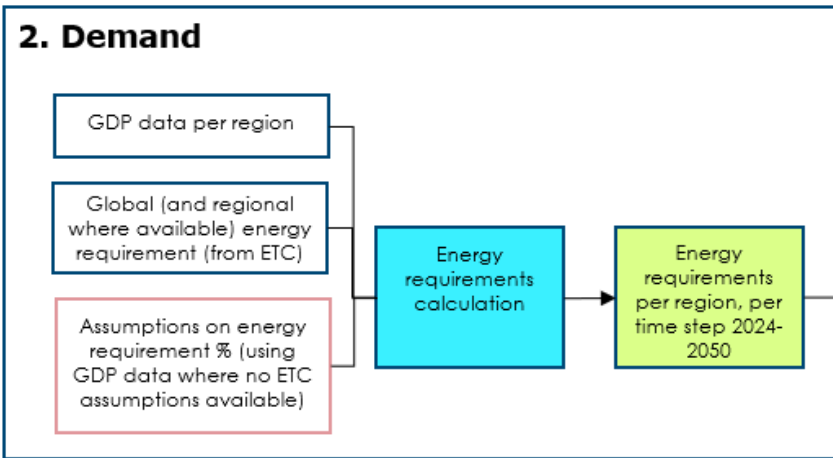 2. Demand
GDP data per region
Global (and regional
where available) energy
requirement (from ETC)
Assumptions on energy
requirement % (using
GDP data where no ETC
assumptions available)
Energy
requirements
calculation
Energy
requirements
per region, per
time step 2024-
2050